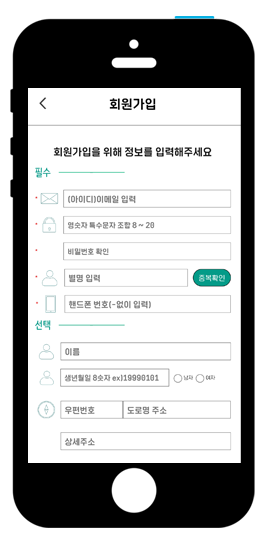 회원가입
회원가입을 위해 정보를 입력해주세요
필수
* (아이디)이메일 입력
* 영숫자 특수문자 조합 8 ~ 20
* 비밀번호 확인
* 별명 입력 중복확인
* 핸드폰 번호(-없이 입력)
선택
이름
생년월일 8숫자 ex)19990101 남자 여자
우편번호 도로명 주소
상세주소